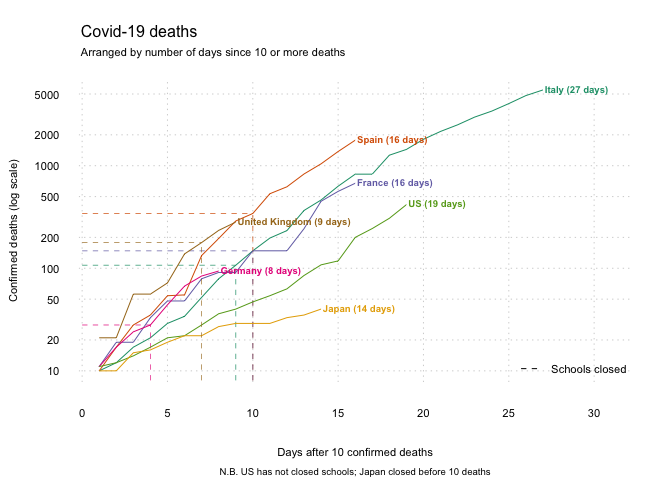 Covid-19 deaths
Arranged by number of days since 10 or more deaths
Confirmed deaths (log scale)
5000
2000
1000
500
200
100
50
20
10
Italy (27 days)
Spain (16 days)
France (16 days)
US (19 days)
United Kingdom (9 days)
Germany (8 days)
Japan (14 days)
Schools closed
0 5 10 15 20 25 30
Days after 10 confirmed deaths
N.B. US has not closed schools; Japan closed before 10 deaths